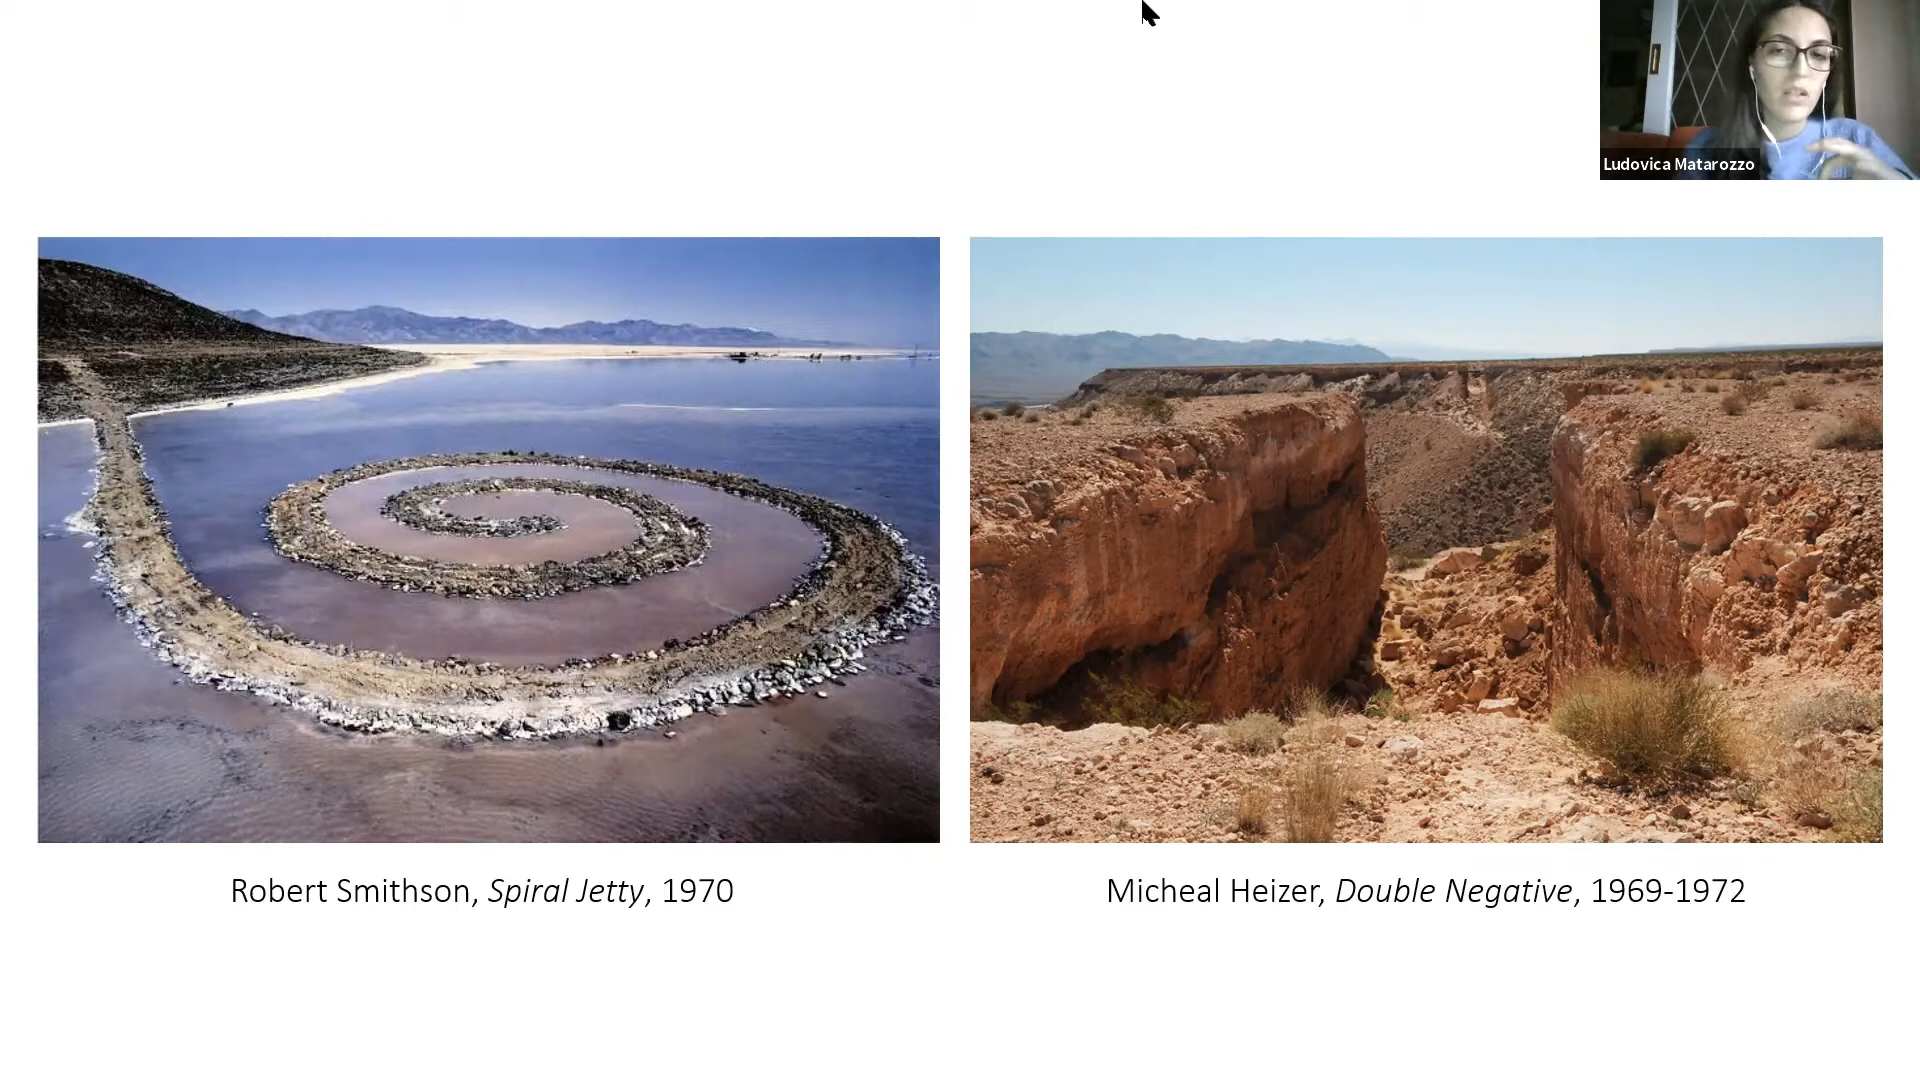 Ludovica Matarozzo
Robert Smithson, Spiral Jetty, 1970
Micheal Heizer, Double Negative, 1969-1972